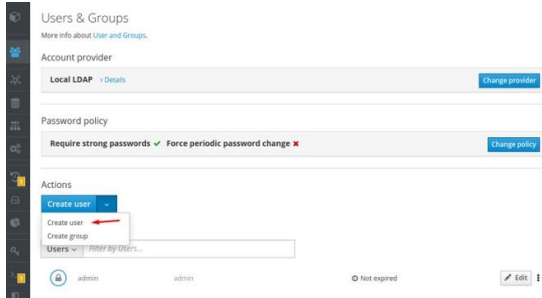 Users & Groups
More info about User and Groups.
Account provider
Local LDAP > Details
Change provider
Password policy
Require strong passwords ✔ Force periodic password change ✖
Change policy
Actions
Create user
Create user
Create group
Users Filter by Users...
admin admin Not expired Edit
1
1